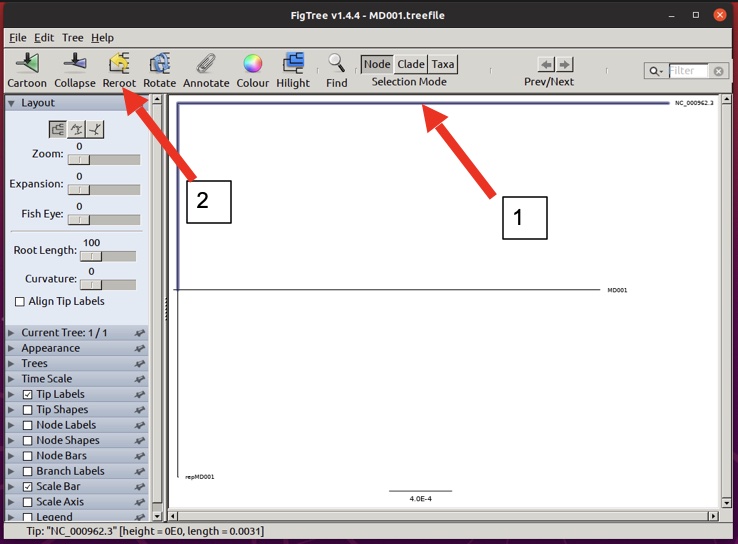 FigTree v1.4.4 - MD001.treefile
File Edit Tree Help
Cartoon Collapse Reroot Rotate Annotate Colour Hilight Find
Node Clade Taxa
Selection Mode
Prev/Next
Filter
Layout
Zoom: 0
Expansion: 0
Fish Eye: 0
Root Length: 100
Curvature: 0
Align Tip Labels
Current Tree: 1 / 1
Appearance
Trees
Time Scale
Tip Labels
Tip Shapes
Node Labels
Node Shapes
Node Bars
Branch Labels
Scale Bar
Scale Axis
Legend
NC_000962.3
2
1
MD001
repMD001
4.0E-4
Tip: "NC_000962.3" [height = 0E0, length = 0.0031]